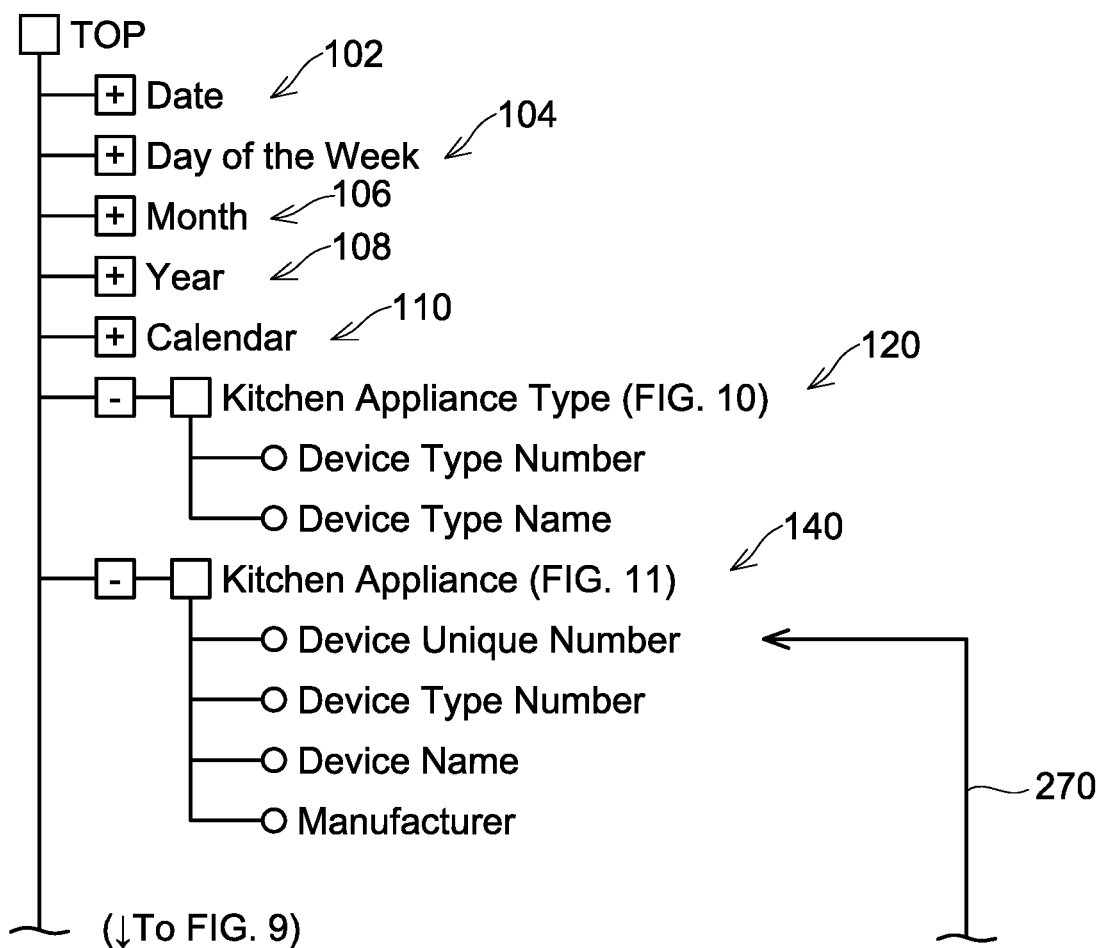 TOP
102
+ Date
104
+ Day of the Week
106
+ Month
108
+ Year
110
+ Calendar
120
- Kitchen Appliance Type (FIG. 10)
Device Type Number
Device Type Name
140
- Kitchen Appliance (FIG. 11)
Device Unique Number
Device Type Number
Device Name
270
Manufacturer
(↓To FIG. 9)